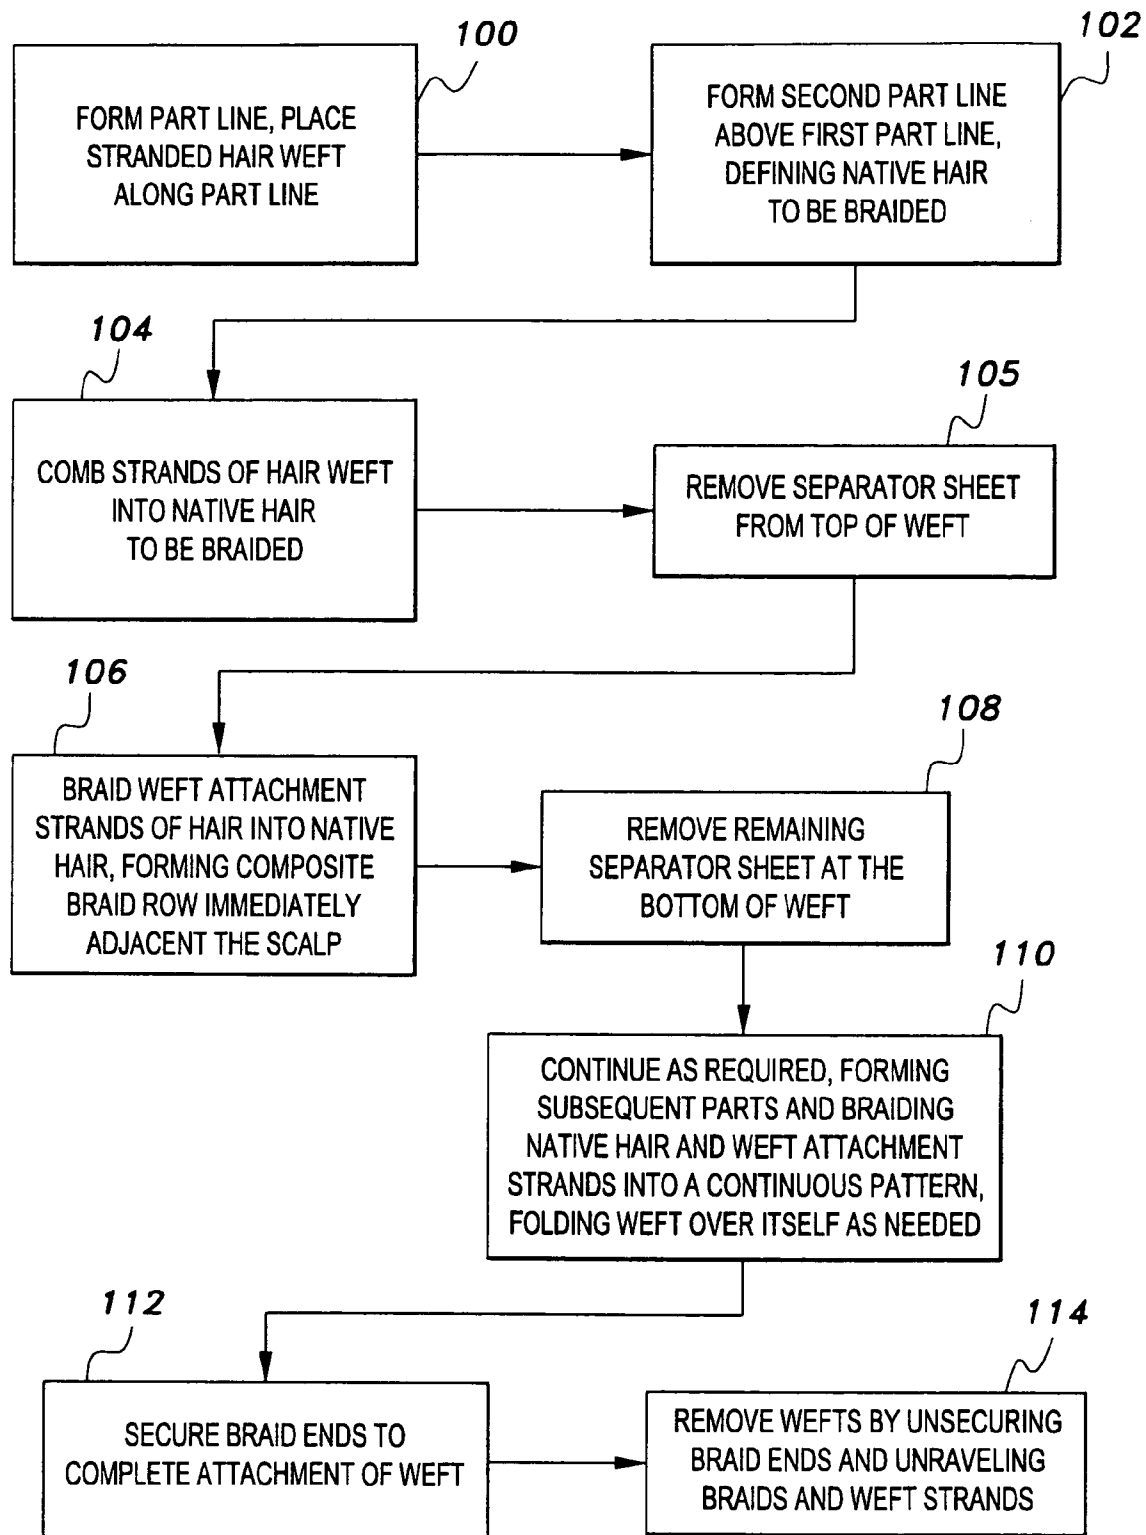 100
FORM PART LINE, PLACE
STRANDED HAIR WEFT
ALONG PART LINE
102
FORM SECOND PART LINE
ABOVE FIRST PART LINE,
DEFINING NATIVE HAIR
TO BE BRAIDED
104
COMB STRANDS OF HAIR WEFT
INTO NATIVE HAIR
TO BE BRAIDED
105
REMOVE SEPARATOR SHEET
FROM TOP OF WEFT
106
BRAID WEFT ATTACHMENT
STRANDS OF HAIR INTO NATIVE
HAIR, FORMING COMPOSITE
BRAID ROW IMMEDIATELY
ADJACENT THE SCALP
108
REMOVE REMAINING
SEPARATOR SHEET AT THE
BOTTOM OF WEFT
110
CONTINUE AS REQUIRED, FORMING
SUBSEQUENT PARTS AND BRAIDING
NATIVE HAIR AND WEFT ATTACHMENT
STRANDS INTO A CONTINUOUS PATTERN,
FOLDING WEFT OVER ITSELF AS NEEDED
112
SECURE BRAID ENDS TO
COMPLETE ATTACHMENT OF WEFT
114
REMOVE WEFTS BY UNSECURING
BRAID ENDS AND UNRAVELING
BRAIDS AND WEFT STRANDS